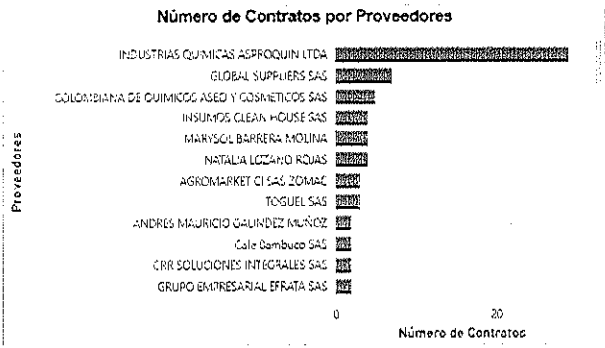 Número de Contratos por Proveedores
INDUSTRIAS QUIMICAS ASPROQUIN LTDA
GLOBAL SUPPLIERS SAS
COLOMBIANA DE QUIMICOS ASEO Y COSMETICOS SAS
INSUMOS CLEAN HOUSE SAS
MARYSOL BARRERA MOLINA
NATALIA LOZANO ROJAS
AGROMARKET CI SAS ZOMAC
TOGUEL SAS
ANDRES MAURICIO GALINDEZ MUÑOZ
Cafe Bambuco SAS
CRR SOLUCIONES INTEGRALES SAS
GRUPO EMPRESARIAL EFRATA SAS
Proveedores
0 20
Número de Contratos